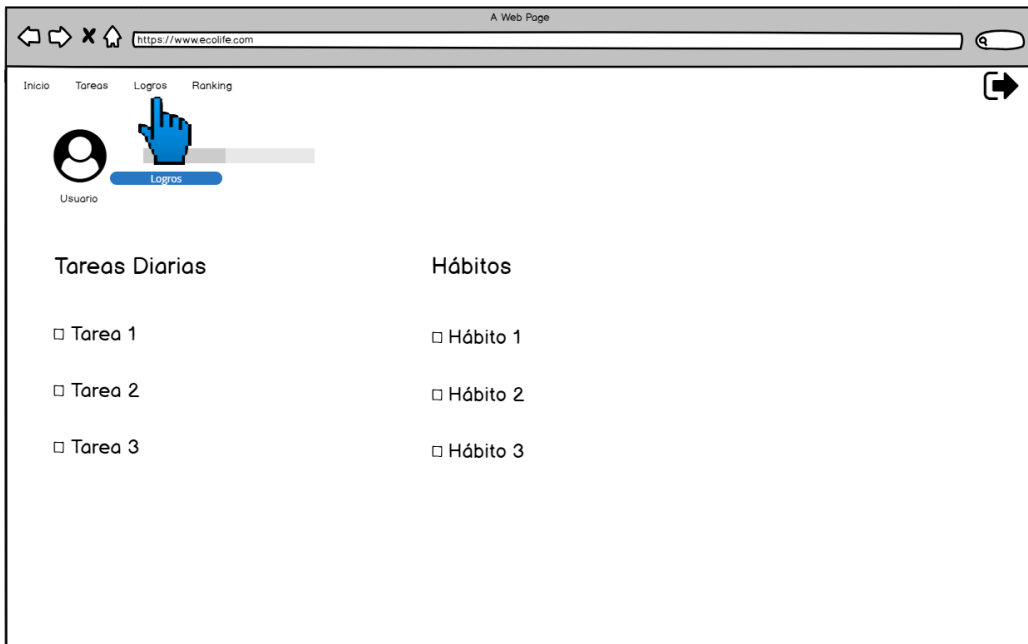 A Web Page
https://www.ecolife.com
Inicio Tareas Logros Ranking
Logros
Usuario
Tareas Diarias
Tarea 1
Tarea 2
Tarea 3
Hábitos
Hábito 1
Hábito 2
Hábito 3